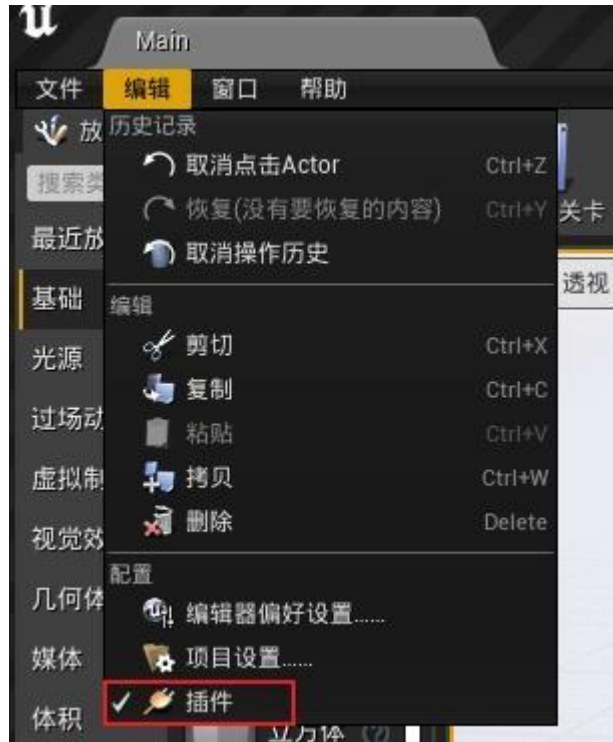 Main
文件 编辑 窗口 帮助
放
搜索类
最近放
基础
光源
过场动
虚拟制
视觉效
几何体
媒体
体积
历史记录
取消点击Actor Ctrl+Z
恢复(没有要恢复的内容) Ctrl+Y
取消操作历史
编辑
剪切 Ctrl+X
复制 Ctrl+C
粘贴 Ctrl+V
拷贝 Ctrl+W
删除 Delete
配置
编辑器偏好设置......
项目设置......
插件
关卡
透视
立方体